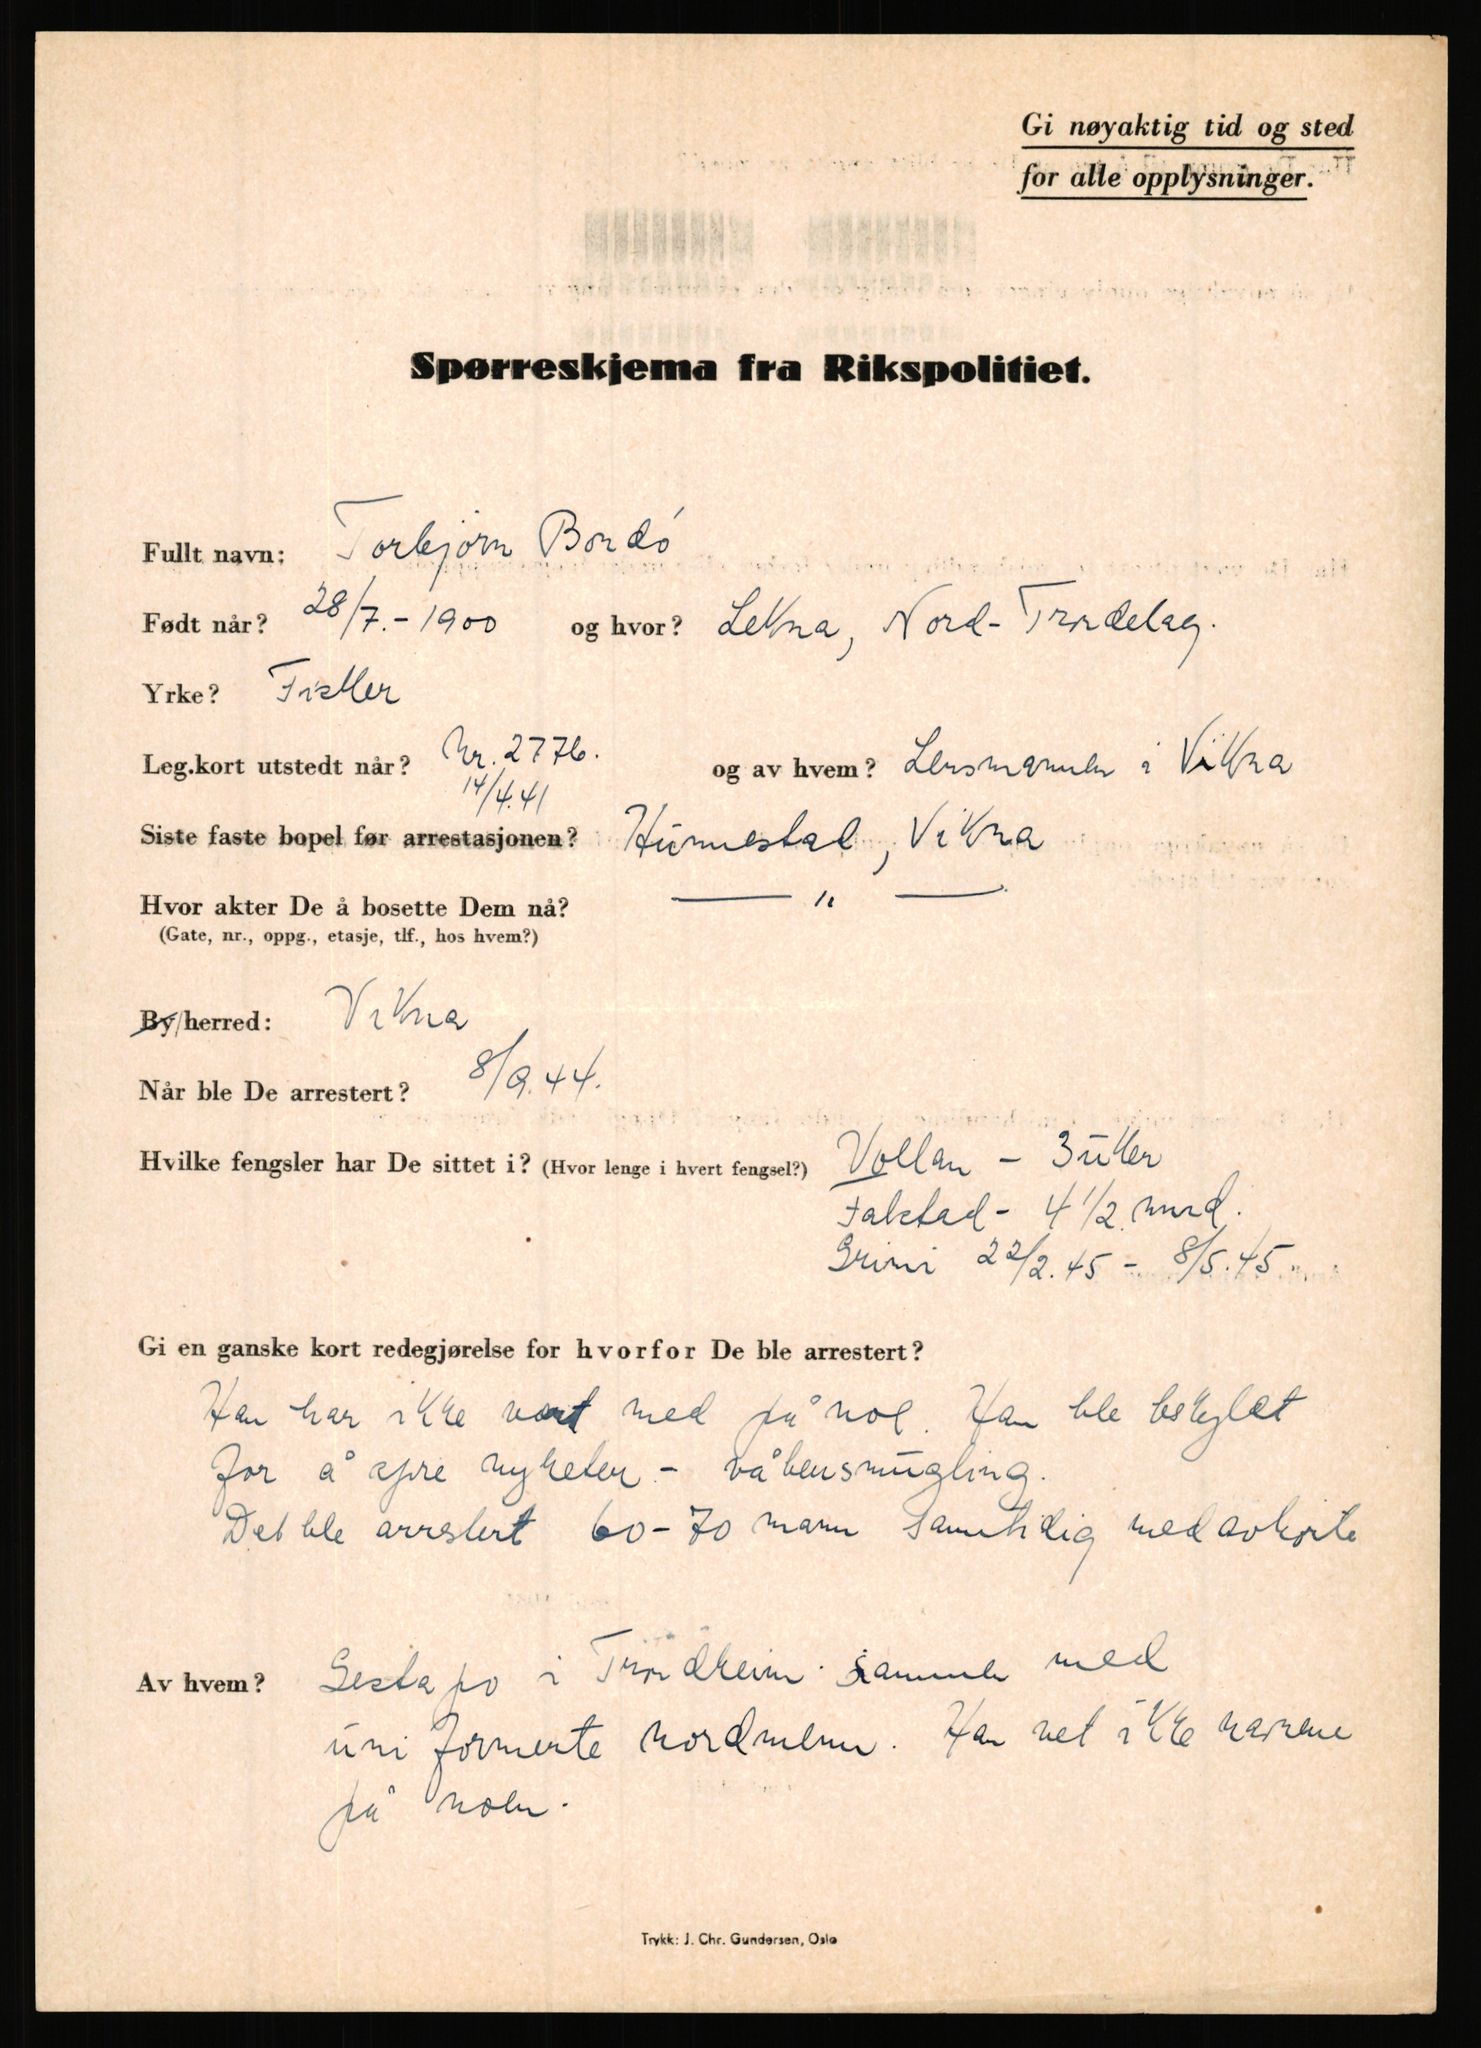 Gi nøyaktig tid og sted
for alle opplysninger.
Spørreskjema fra Rikspolitiet.
Fullt navn: Torbjørn Bondø
Født når? 28/7.-1900 og hvor? Lekna, Nord-Trøndelag.
Yrke? Fisker
Leg.kort utstedt når? Nr. 2776. og av hvem? Lensmannen i Vikna
14/4.41
Siste faste bopel før arrestasjonen? Hunnestad, Vikna
Hvor akter De å bosette Dem nå? — " —
(Gate, nr., oppg., etasje, tlf., hos hvem?)
By/herred: Vikna
Når ble De arrestert? 8/9.44.
Hvilke fengsler har De sittet i? (Hvor lenge i hvert fengsel?) Vollan - 3 uker
Falstad - 4 1/2 mnd.
Grini 22/2.45 - 8/5.45
Gi en ganske kort redegjørelse for hvorfor De ble arrestert?
Han har ikke vært med på noe. Han ble beskyldt
for å spre nyheter - våbensmugling.
Det ble arrestert 60-70 mann samtidig med
Av hvem? Gestapo i Trondheim sammen med
uniformerte nordmenn. Han vet ikke navnene
på noen.
Trykk: J. Chr. Gundersen, Oslo